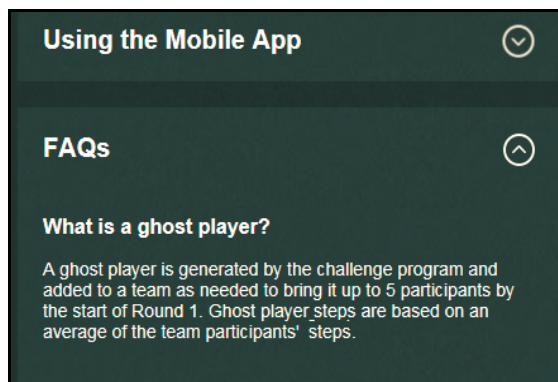 Using the Mobile App
FAQs
What is a ghost player?
A ghost player is generated by the challenge program and
added to a team as needed to bring it up to 5 participants by
the start of Round 1. Ghost player steps are based on an
average of the team participants' steps.